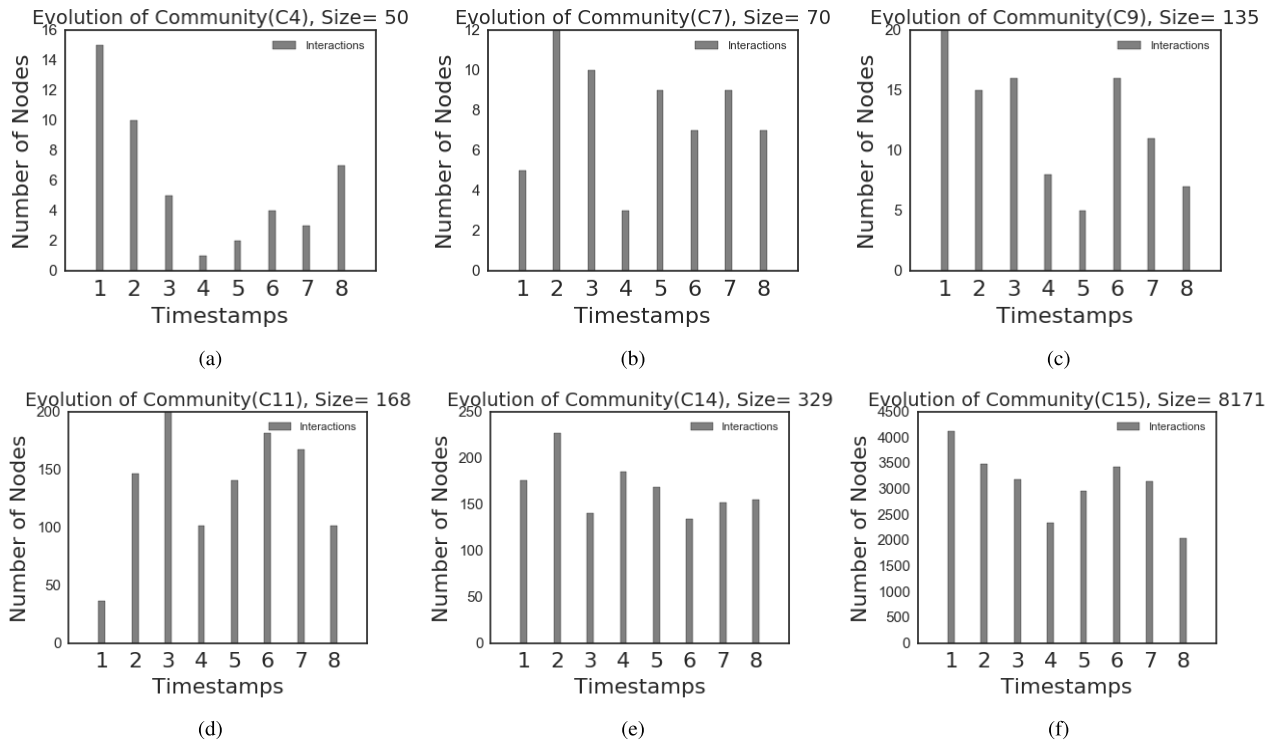 Evolution of Community(C4), Size= 50
Number of Nodes
16
14
12
10
8
6
4
2
0
Interactions
1 2 3 4 5 6 7 8
Timestamps
(a)
Evolution of Community(C7), Size= 70
Number of Nodes
12
10
8
6
4
2
0
Interactions
1 2 3 4 5 6 7 8
Timestamps
(b)
Evolution of Community(C9), Size= 135
Number of Nodes
20
15
10
5
0
Interactions
1 2 3 4 5 6 7 8
Timestamps
(c)
Evolution of Community(C11), Size= 168
Number of Nodes
200
150
100
50
0
Interactions
1 2 3 4 5 6 7 8
Timestamps
(d)
Evolution of Community(C14), Size= 329
Number of Nodes
250
200
150
100
50
0
Interactions
1 2 3 4 5 6 7 8
Timestamps
(e)
Evolution of Community(C15), Size= 8171
Number of Nodes
4500
4000
3500
3000
2500
2000
1500
1000
500
0
Interactions
1 2 3 4 5 6 7 8
Timestamps
(f)